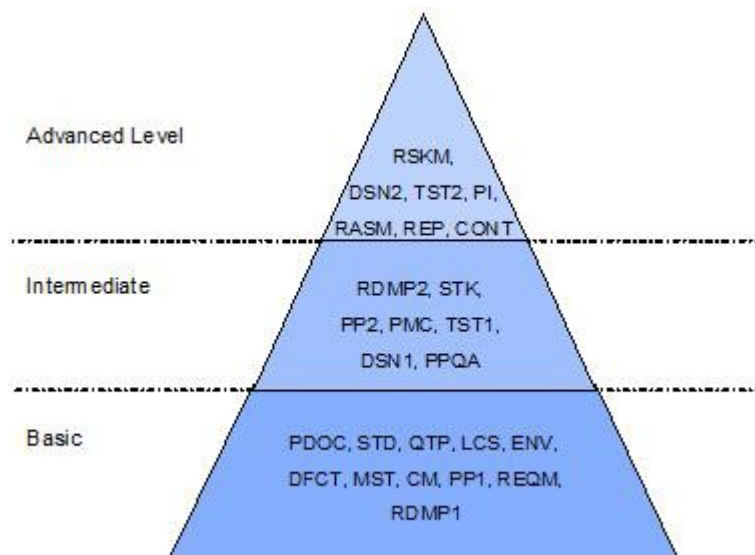 Advanced Level
RSKM,
DSN2, TST2, PI,
RASM, REP, CONT
Intermediate
RDMP2, STK,
PP2, PMC, TST1,
DSN1, PPQA
Basic
PDOC, STD, QTP, LCS, ENV,
DFCT, MST, CM, PP1, REQM,
RDMP1